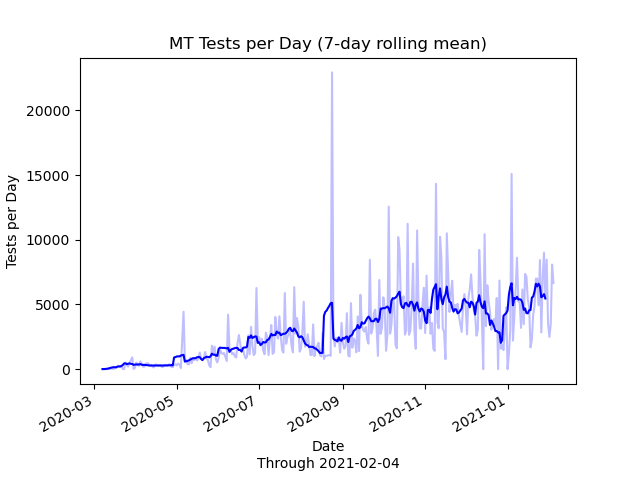 MT Tests per Day (7-day rolling mean)
Tests per Day
20000
15000
10000
5000
0
2020-03
2020-05
2020-07
2020-09
2020-11
2021-01
Date
Through 2021-02-04